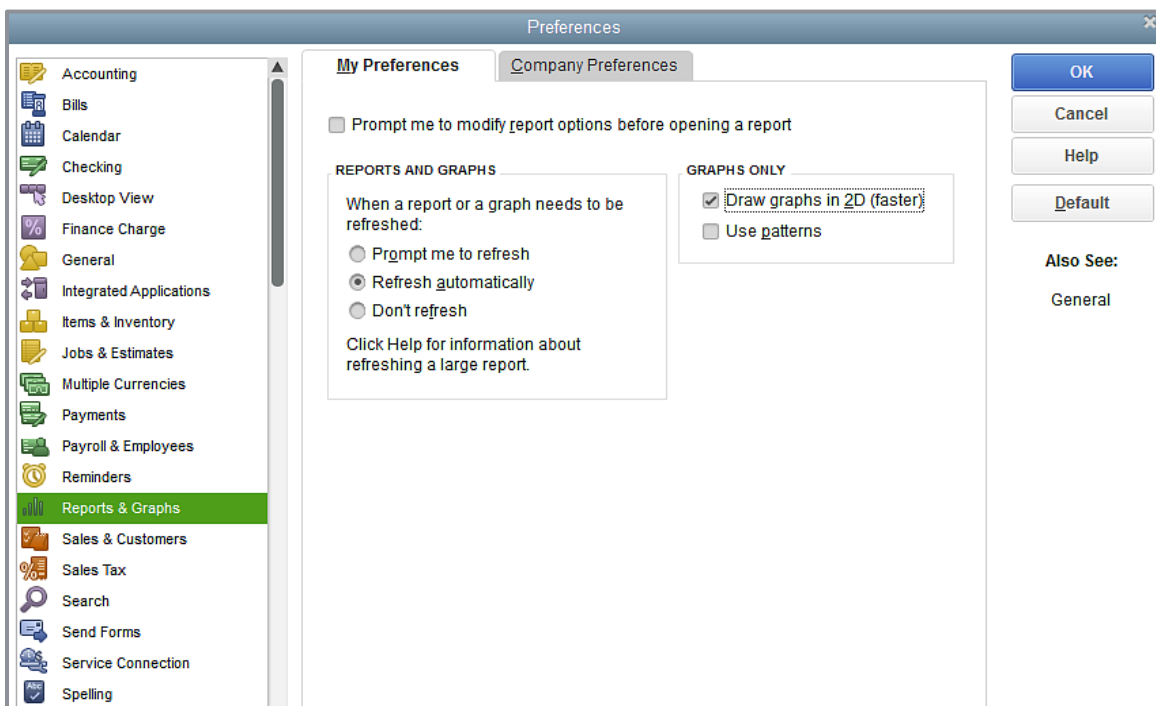 Preferences
Accounting
Bills
Calendar
Checking
Desktop View
% Finance Charge
General
Integrated Applications
Items & Inventory
Jobs & Estimates
Multiple Currencies
Payments
Payroll & Employees
Reminders
Reports & Graphs
Sales & Customers
% Sales Tax
Search
Send Forms
Service Connection
Abc Spelling
My Preferences
Company Preferences
Prompt me to modify report options before opening a report
REPORTS AND GRAPHS
When a report or a graph needs to be
refreshed:
Prompt me to refresh
Refresh automatically
Don't refresh
Click Help for information about
refreshing a large report.
GRAPHS ONLY
Draw graphs in 2D (faster)
Use patterns
OK
Cancel
Help
Default
Also See:
General